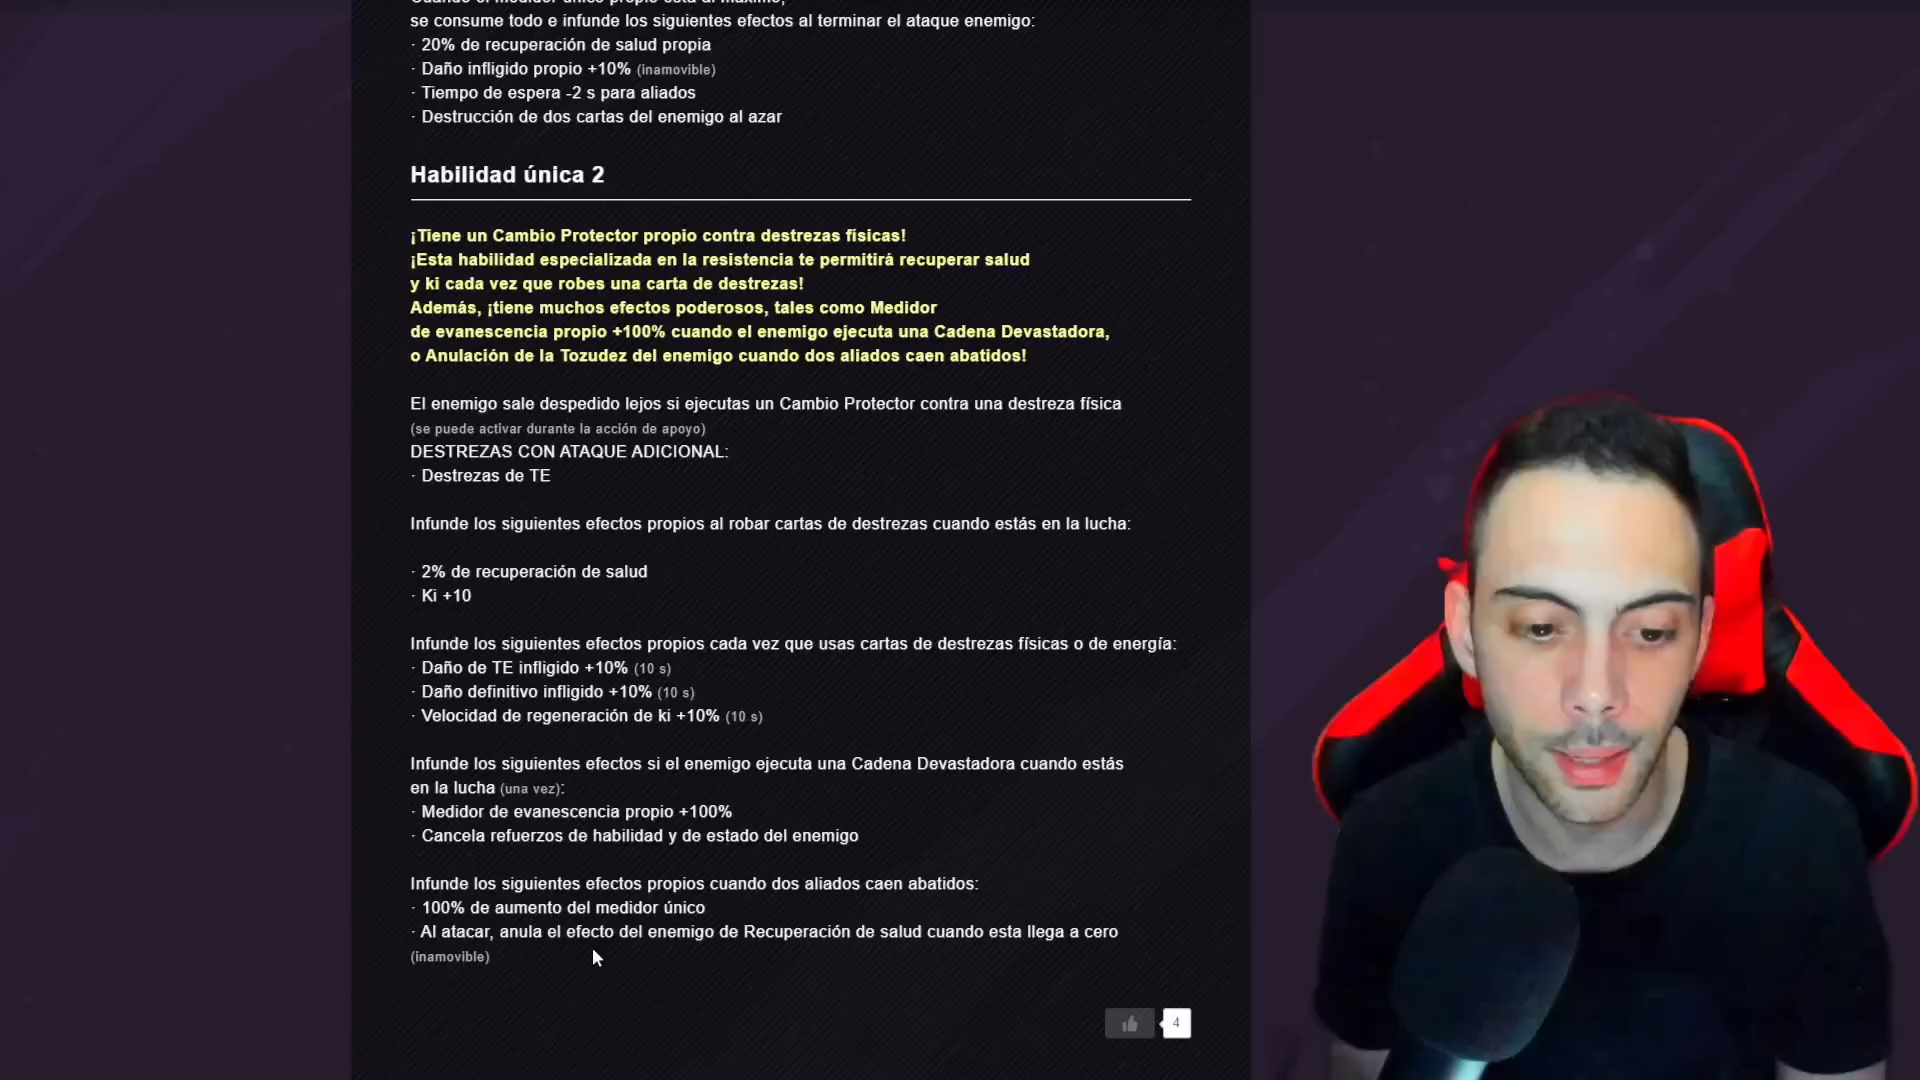 Cuando el medidor único propio está al máximo,
se consume todo e infunde los siguientes efectos al terminar el ataque enemigo:
· 20% de recuperación de salud propia
· Daño infligido propio +10% (inamovible)
· Tiempo de espera -2 s para aliados
· Destrucción de dos cartas del enemigo al azar
Habilidad única 2
¡Tiene un Cambio Protector propio contra destrezas físicas!
¡Esta habilidad especializada en la resistencia te permitirá recuperar salud
y ki cada vez que robes una carta de destrezas!
Además, ¡tiene muchos efectos poderosos, tales como Medidor
de evanescencia propio +100% cuando el enemigo ejecuta una Cadena Devastadora,
o Anulación de la Tozudez del enemigo cuando dos aliados caen abatidos!
El enemigo sale despedido lejos si ejecutas un Cambio Protector contra una destreza física
(se puede activar durante la acción de apoyo)
DESTREZAS CON ATAQUE ADICIONAL:
· Destrezas de TE
Infunde los siguientes efectos propios al robar cartas de destrezas cuando estás en la lucha:
· 2% de recuperación de salud
· Ki +10
Infunde los siguientes efectos propios cada vez que usas cartas de destrezas físicas o de energía:
· Daño de TE infligido +10% (10 s)
· Daño definitivo infligido +10% (10 s)
· Velocidad de regeneración de ki +10% (10 s)
Infunde los siguientes efectos si el enemigo ejecuta una Cadena Devastadora cuando estás
en la lucha (una vez):
· Medidor de evanescencia propio +100%
· Cancela refuerzos de habilidad y de estado del enemigo
Infunde los siguientes efectos propios cuando dos aliados caen abatidos:
· 100% de aumento del medidor único
· Al atacar, anula el efecto del enemigo de Recuperación de salud cuando esta llega a cero
(inamovible)
4